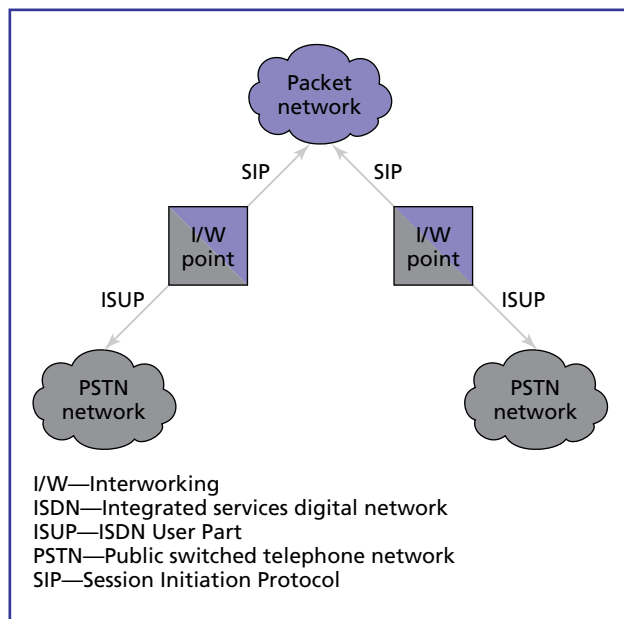 Packet
network
SIP
SIP
I/W
point
I/W
point
ISUP
ISUP
PSTN
network
PSTN
network
I/W—Interworking
ISDN—Integrated services digital network
ISUP—ISDN User Part
PSTN—Public switched telephone network
SIP—Session Initiation Protocol